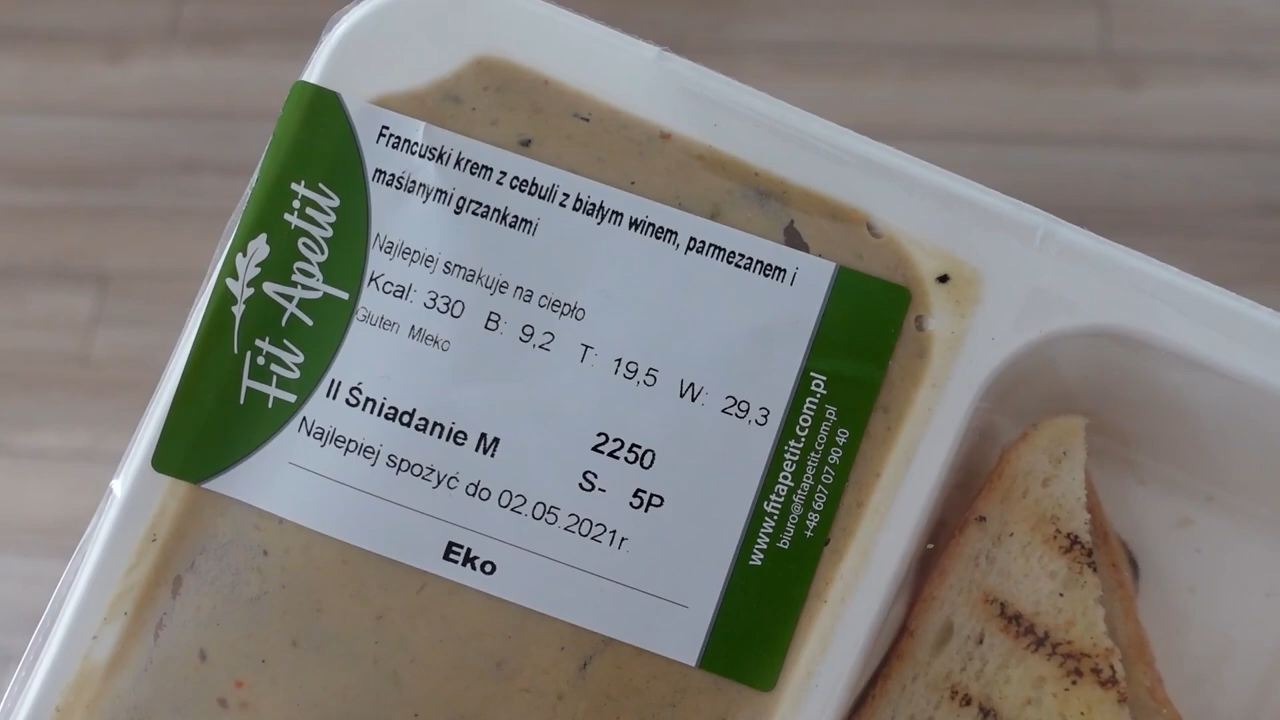 Fit Apetit
Francuski krem z cebuli z białym winem, parmezanem i
maślanymi grzankami
Najlepiej smakuje na ciepło
Kcal: 330 B: 9,2 T: 19,5 W: 29,3
Gluten Mleko
II Śniadanie M 2250
S- 5P
Najlepiej spożyć do 02.05.2021r.
Eko
www.fitapetit.com.pl
biuro@fitapetit.com.pl
+48 607 07 90 40